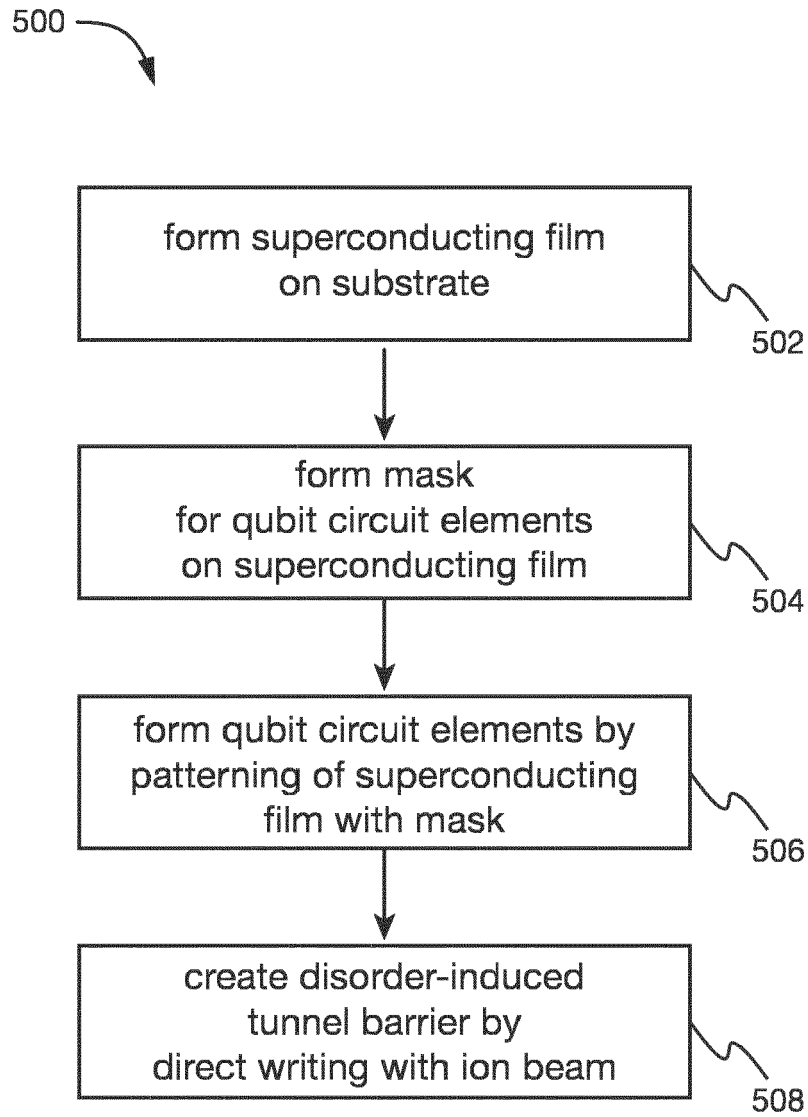 500
form superconducting film
on substrate
502
form mask
for qubit circuit elements
on superconducting film
504
form qubit circuit elements by
patterning of superconducting
film with mask
506
create disorder-induced
tunnel barrier by
direct writing with ion beam
508